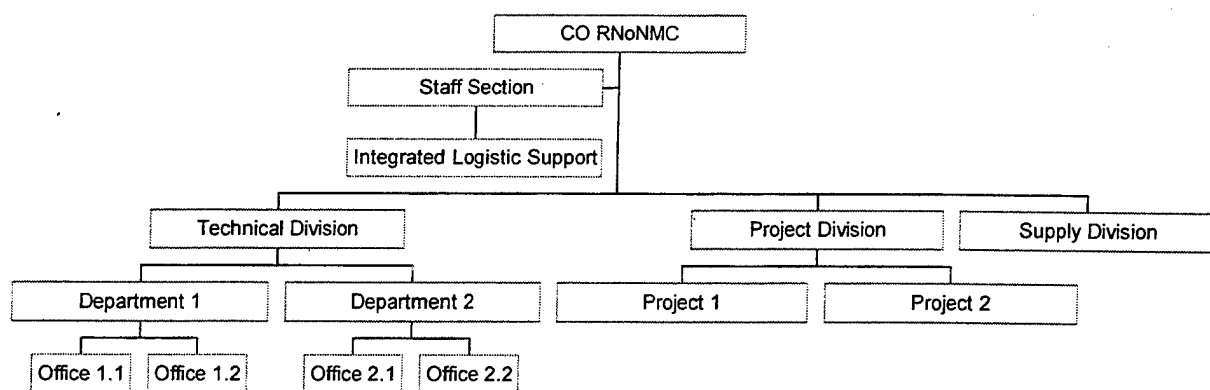 CO RNoNMC
Staff Section
Integrated Logistic Support
Technical Division
Project Division
Supply Division
Department 1
Department 2
Project 1
Project 2
Office 1.1
Office 1.2
Office 2.1
Office 2.2